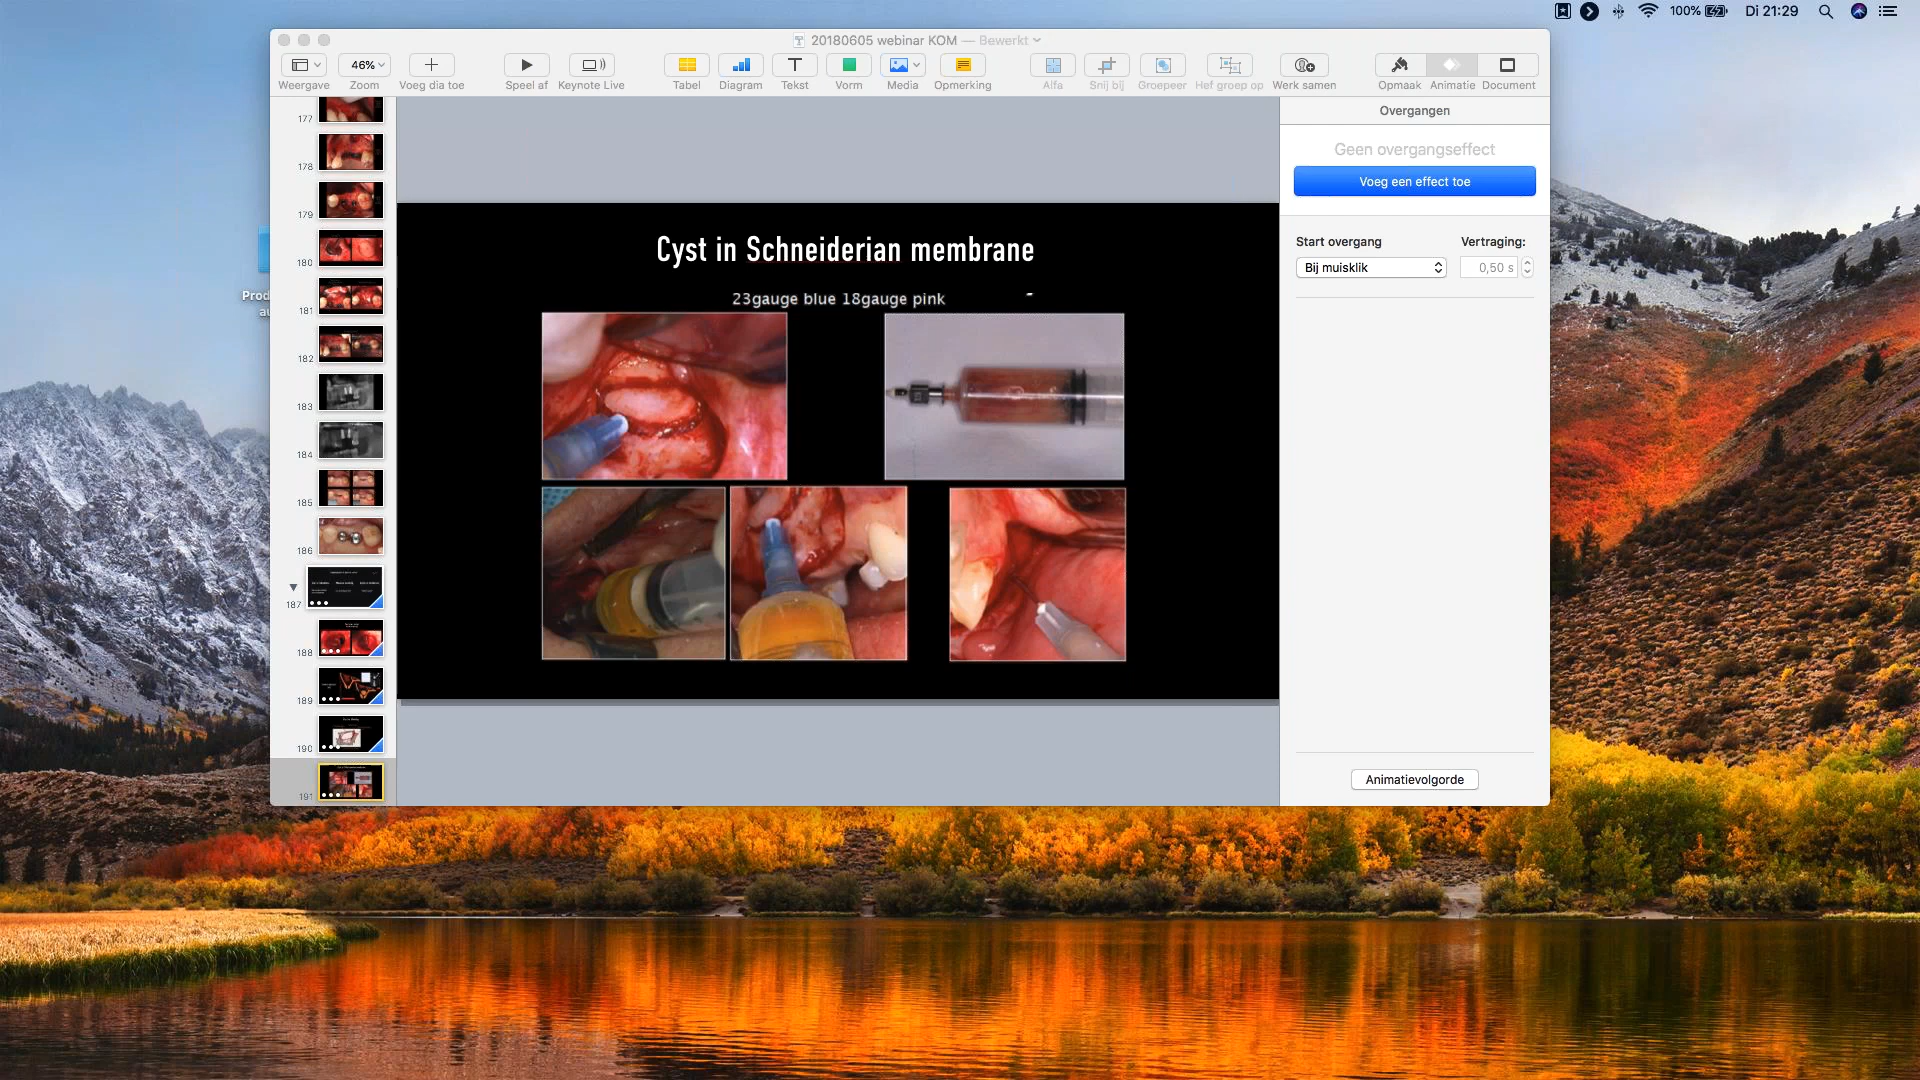 100% Di 21:29
20180605 webinar KOM — Bewerkt
46%
Weergave Zoom Voeg dia toe Speel af Keynote Live Tabel Diagram Tekst Vorm Media Opmerking Alfa Snij bij Groepeer Hef groep op Werk samen Opmaak Animatie Document
Overgangen
Geen overgangseffect
Voeg een effect toe
Start overgang Vertraging:
Bij muisklik 0,50 s
Animatievolgorde
177
178
179
180
181
182
183
184
185
186
187
188
189
190
191
Cyst in Schneiderian membrane
23gauge blue 18gauge pink
Prod
au